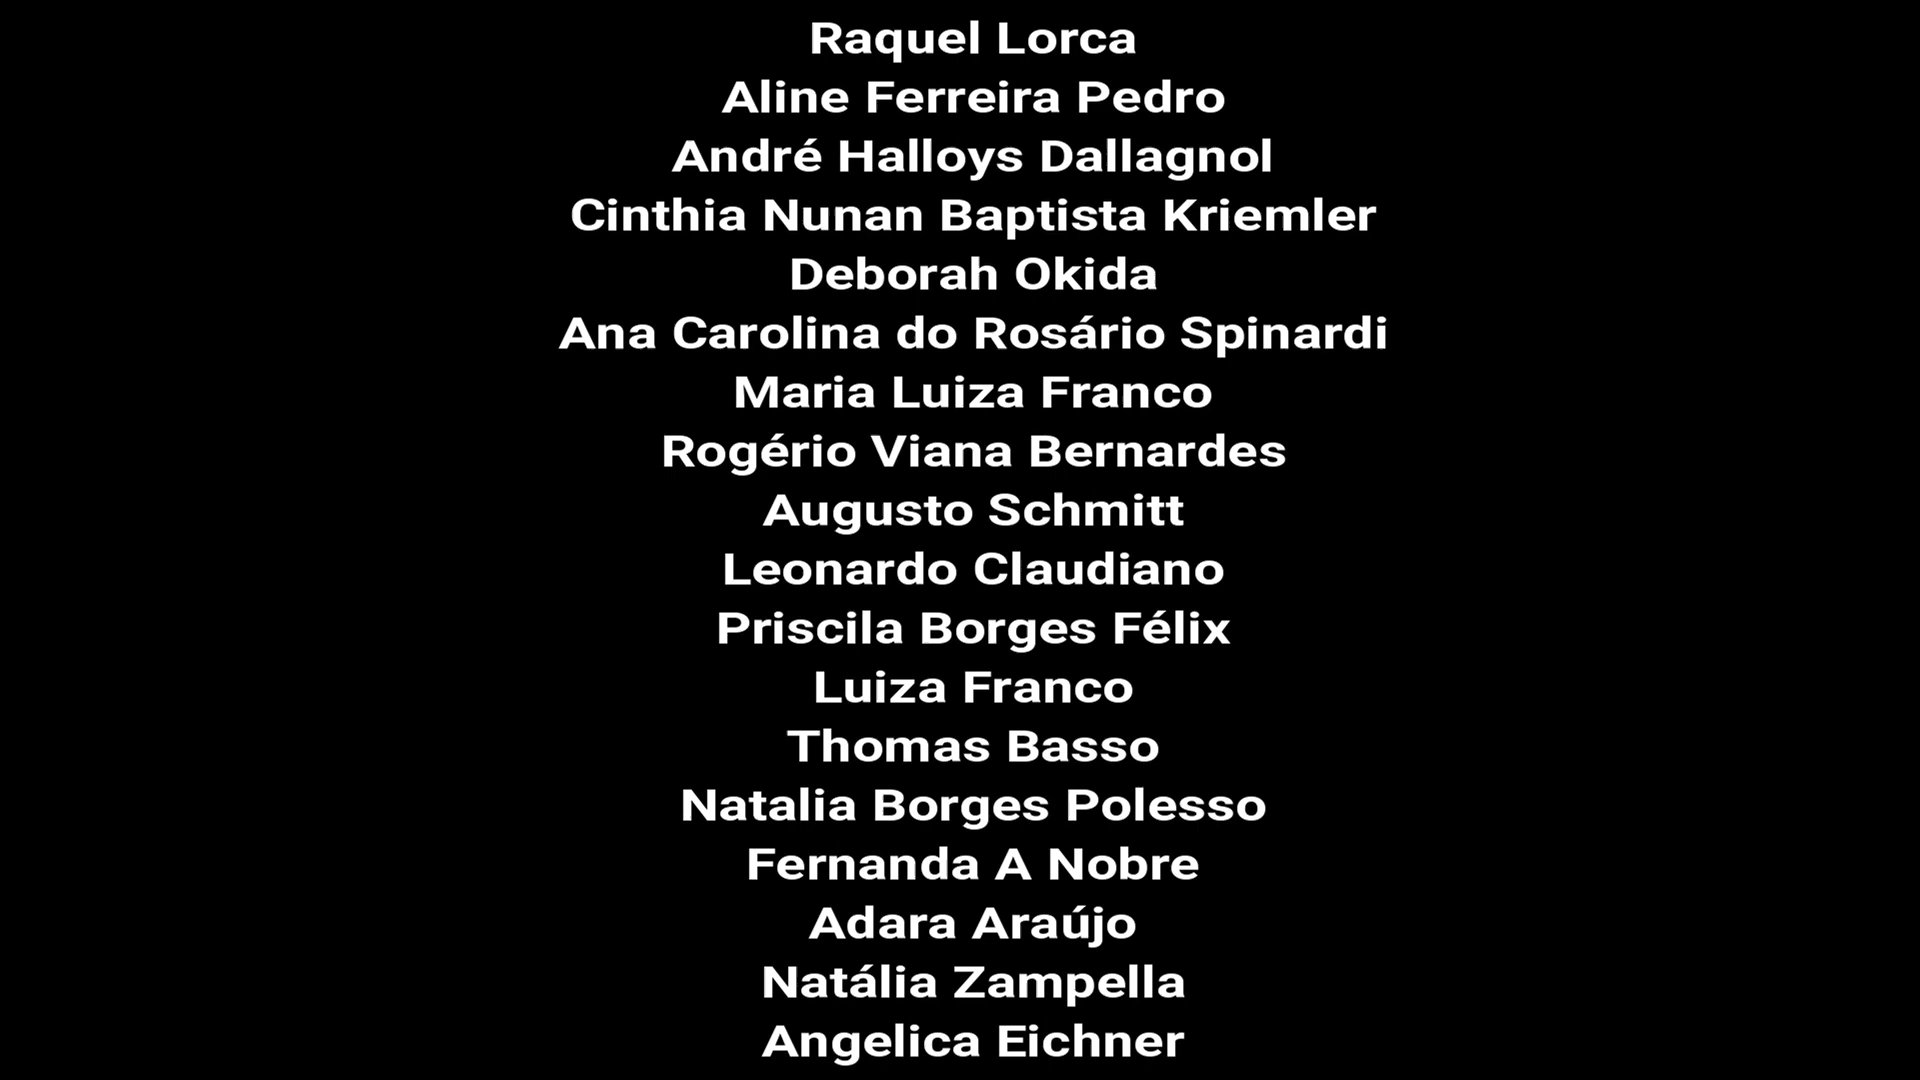 Raquel Lorca
Aline Ferreira Pedro
André Halloys Dallagnol
Cinthia Nunan Baptista Kriemler
Deborah Okida
Ana Carolina do Rosário Spinardi
Maria Luiza Franco
Rogério Viana Bernardes
Augusto Schmitt
Leonardo Claudiano
Priscila Borges Félix
Luiza Franco
Thomas Basso
Natalia Borges Polesso
Fernanda A Nobre
Adara Araújo
Natália Zampella
Angelica Eichner